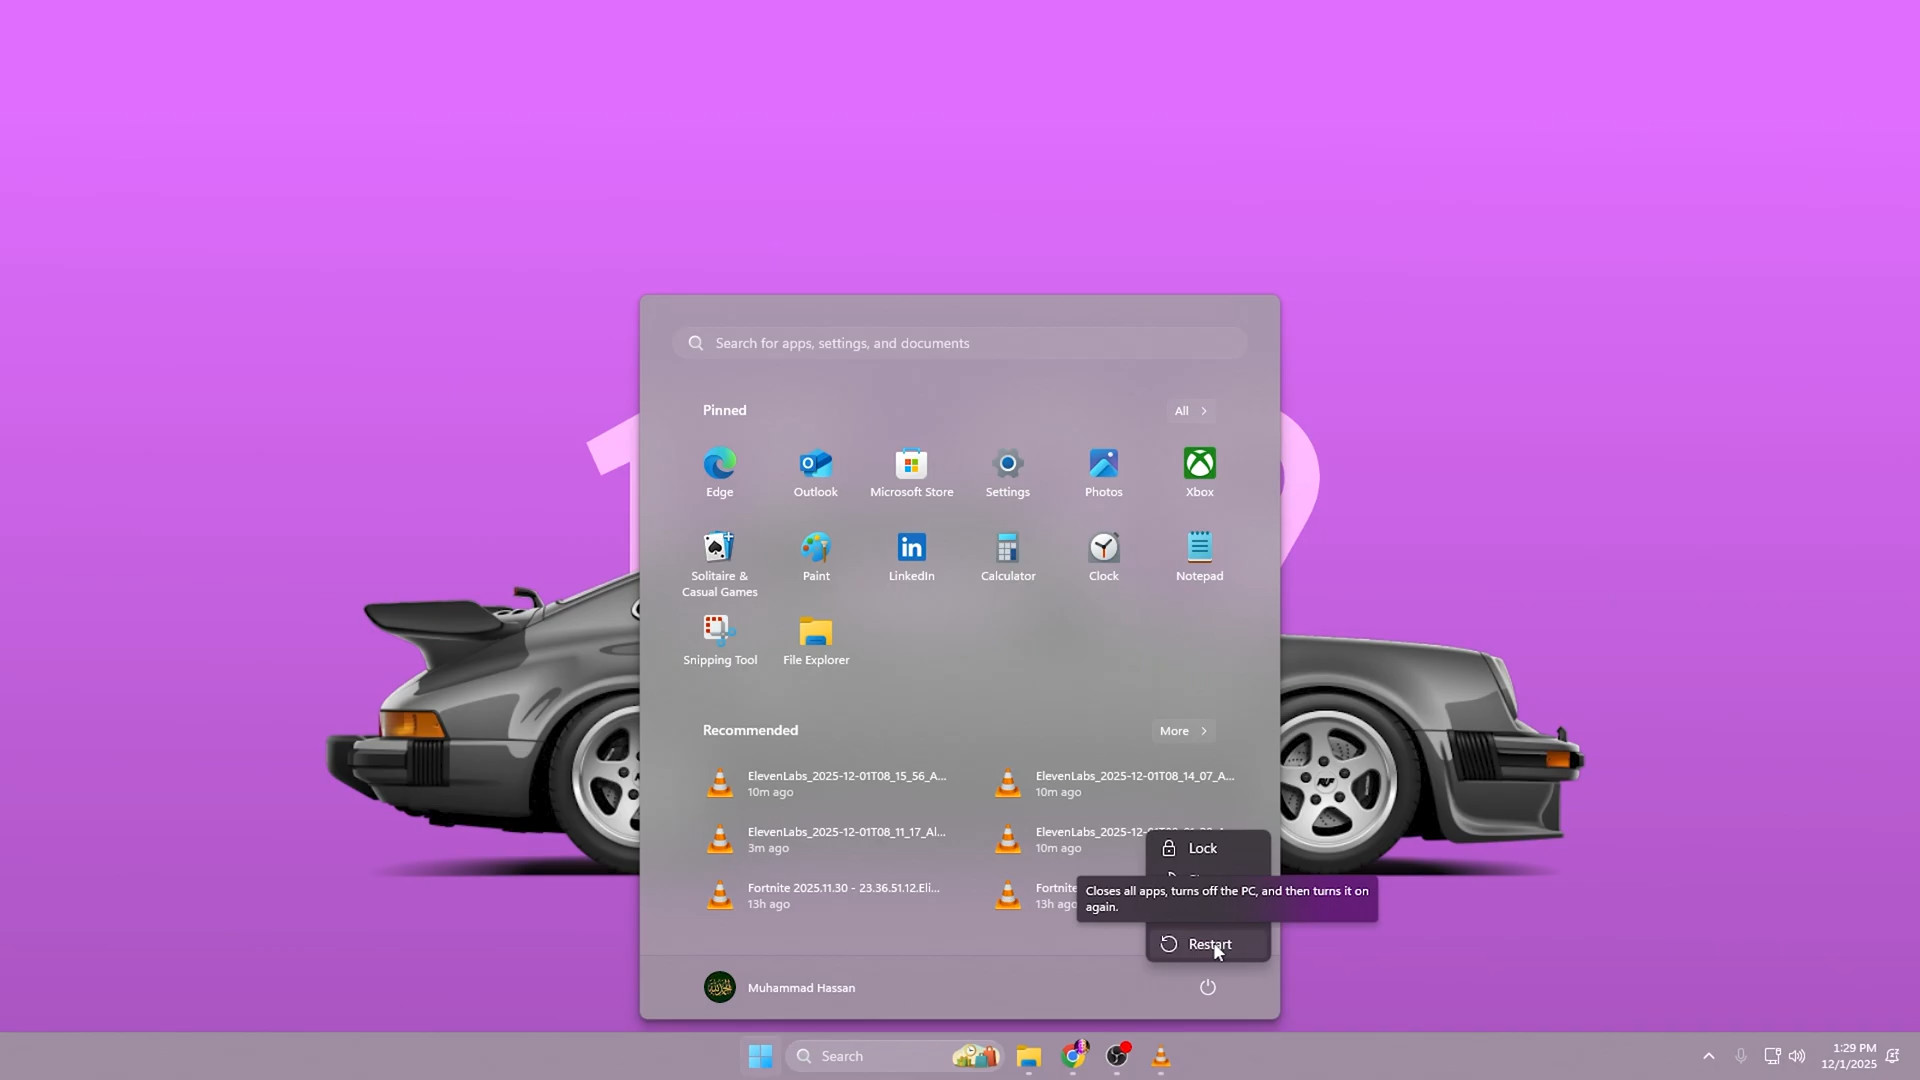 Search for apps, settings, and documents
Pinned
All
Edge
Outlook
Microsoft Store
Settings
Photos
Xbox
Solitaire &
Casual Games
Paint
LinkedIn
Calculator
Clock
Notepad
Snipping Tool
File Explorer
Recommended
More
ElevenLabs_2025-12-01T08_15_56_A...
10m ago
ElevenLabs_2025-12-01T08_14_07_A...
10m ago
ElevenLabs_2025-12-01T08_11_17_Al...
3m ago
10m ago
Fortnite 2025.11.30 - 23.36.51.12.Eli...
13h ago
Fortnite
13h ago
Lock
Closes all apps, turns off the PC, and then turns it on
again.
Restart
Muhammad Hassan
Search
1:29 PM
12/1/2025